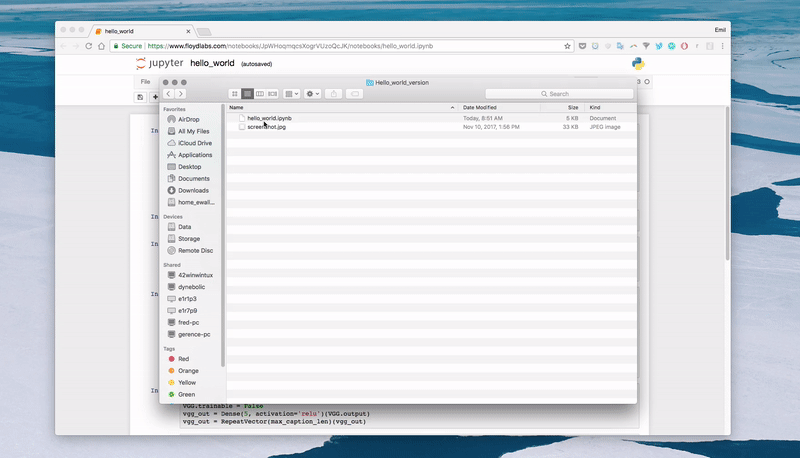 hello_world
Emil
Secure | https://www.floydlabs.com/notebooks/JpWHoqmqcsXogrVUzoQcJK/notebooks/hello_world.ipynb
jupyter hello_world (autosaved)
File
Hello_world_version
Search
Name Date Modified Size Kind
hello_world.ipynb Today, 8:51 AM 5 KB Document
screenshot.jpg Nov 10, 2017, 1:56 PM 33 KB JPEG image
Favorites
AirDrop
All My Files
iCloud Drive
Applications
Desktop
Documents
Downloads
home_ewall...
Devices
Data
Storage
Remote Disc
Shared
42winwintux
dynebolic
e1r1p3
e1r7p9
fred-pc
gerence-pc
Tags
Red
Orange
Yellow
Green
In
In
In
In
In
VGG.trainable = False
vgg_out = Dense(5, activation='relu')(VGG.output)
vgg_out = RepeatVector(max_caption_len)(vgg_out)